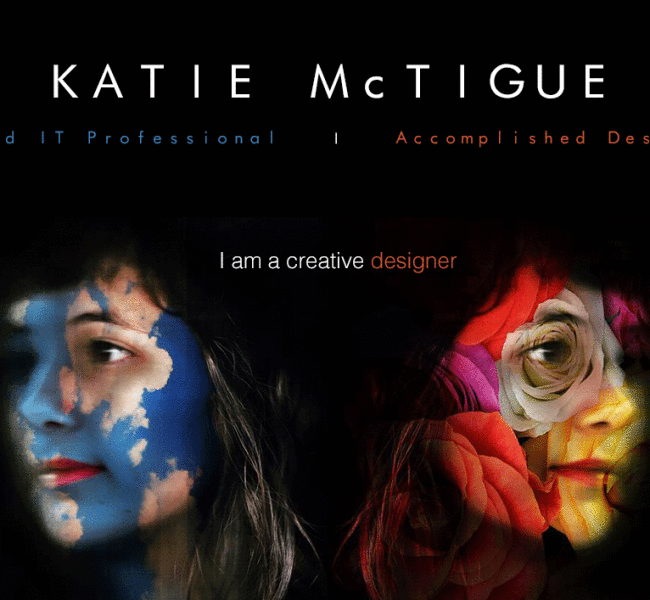 KATIE McTIGUE
d IT Professional | Accomplished Des
I am a creative designer